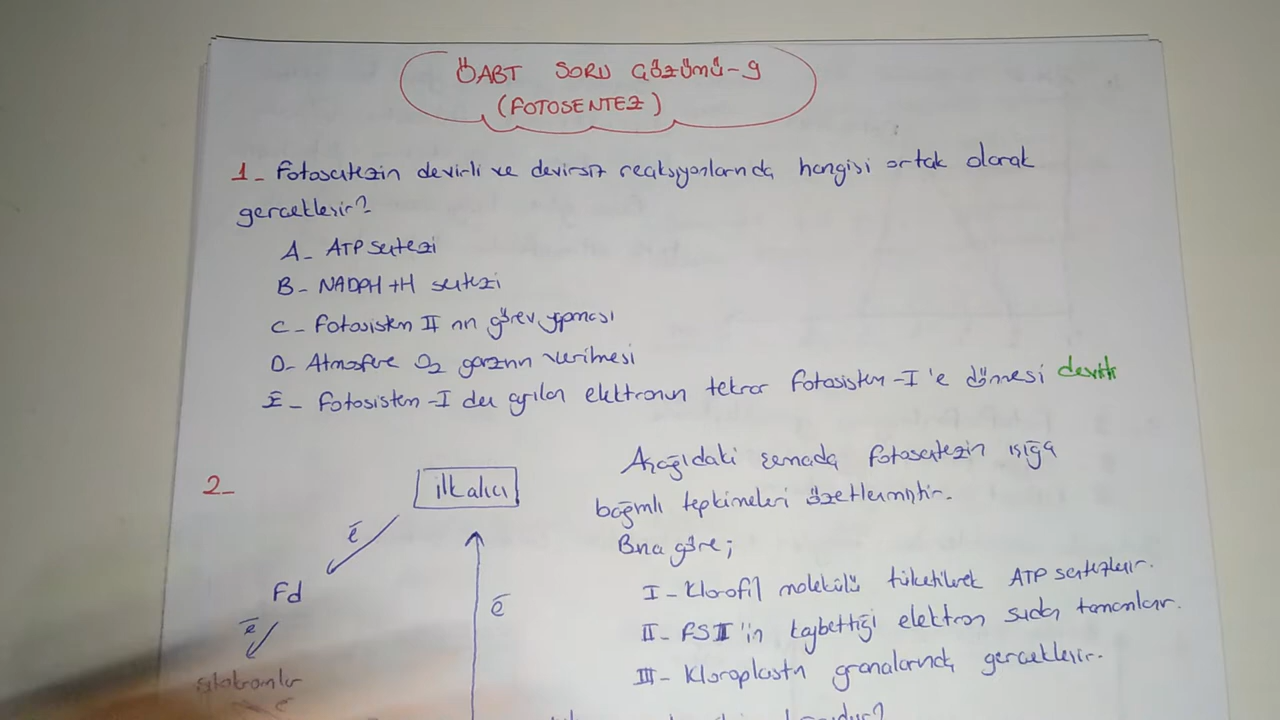 ÖABT SORU ÇÖZÜMÜ-9
(FOTOSENTEZ)
1- Fotosentezin devirli ve devirsiz reaksiyonlarında hangisi ortak olarak
gerçekleşir?
A- ATP sentezi
B- NADPH+H sentezi
C- Fotosistem II nin görev yapması
D- Atmosfere O2 gazının verilmesi
E- Fotosistem-I den ayrılan elektronun tekrar fotosistem-I'e dönmesi devirli
2-
ilk alıcı
Aşağıdaki şemada fotosentezin ışığa
bağımlı tepkimeleri özetlenmiştir.
Buna göre;
e-
Fd
e-
e-
I- Klorofil molekülü tüketilerek ATP sentezlenir.
II- FSII'in kaybettiği elektron sudan tamamlanır.
III- Kloroplastın granalarında gerçekleşir.
sitokromlar